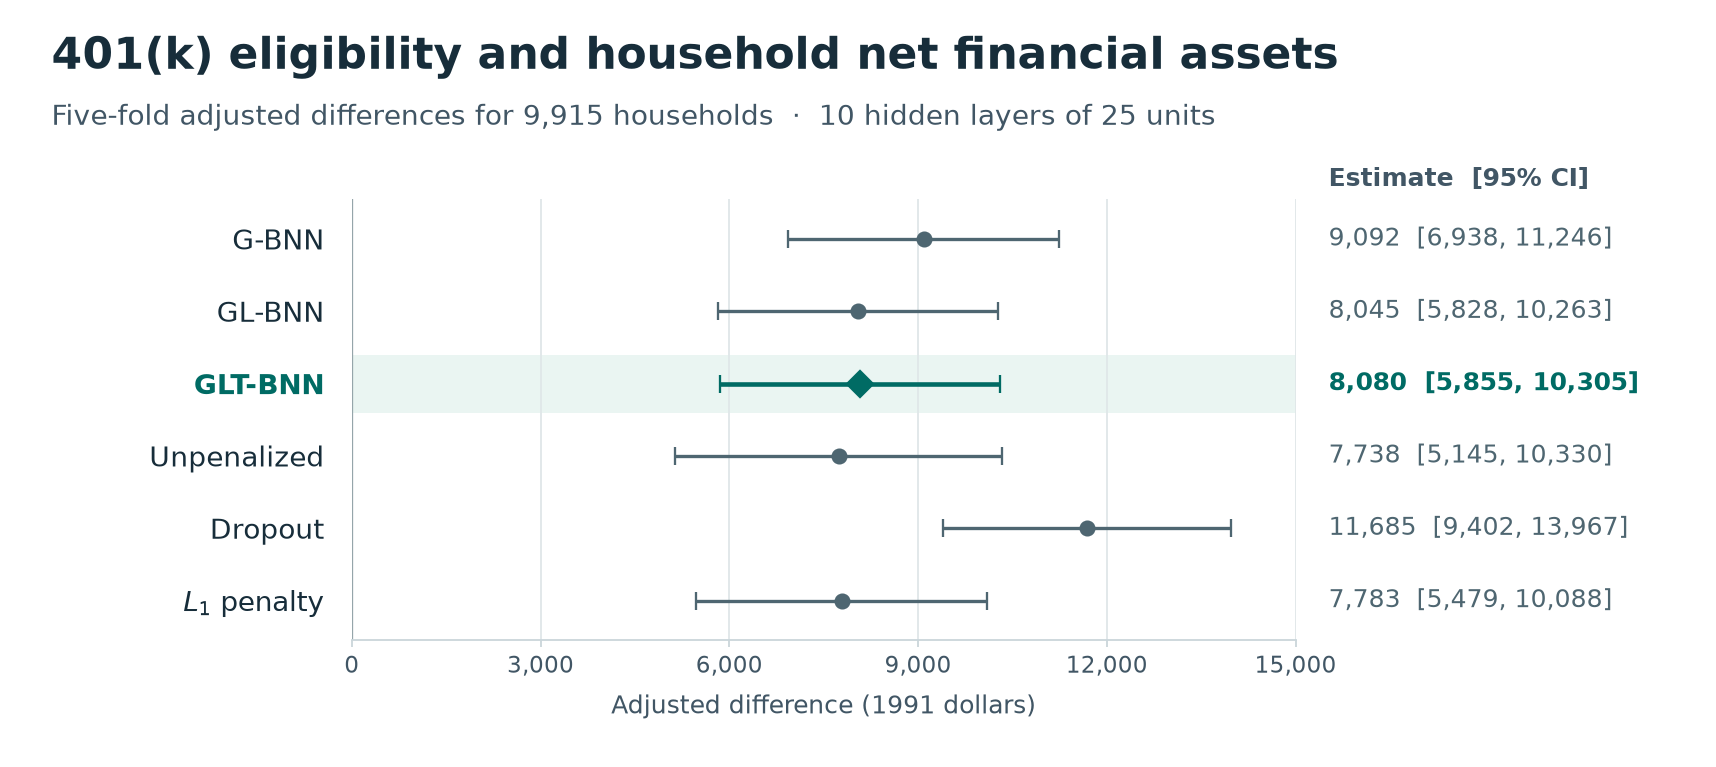 401(k) eligibility and household net financial assets
Five-fold adjusted differences for 9,915 households · 10 hidden layers of 25 units
Estimate [95% CI]
G-BNN 9,092 [6,938, 11,246]
GL-BNN 8,045 [5,828, 10,263]
GLT-BNN 8,080 [5,855, 10,305]
Unpenalized 7,738 [5,145, 10,330]
Dropout 11,685 [9,402, 13,967]
L₁ penalty 7,783 [5,479, 10,088]
0 3,000 6,000 9,000 12,000 15,000
Adjusted difference (1991 dollars)